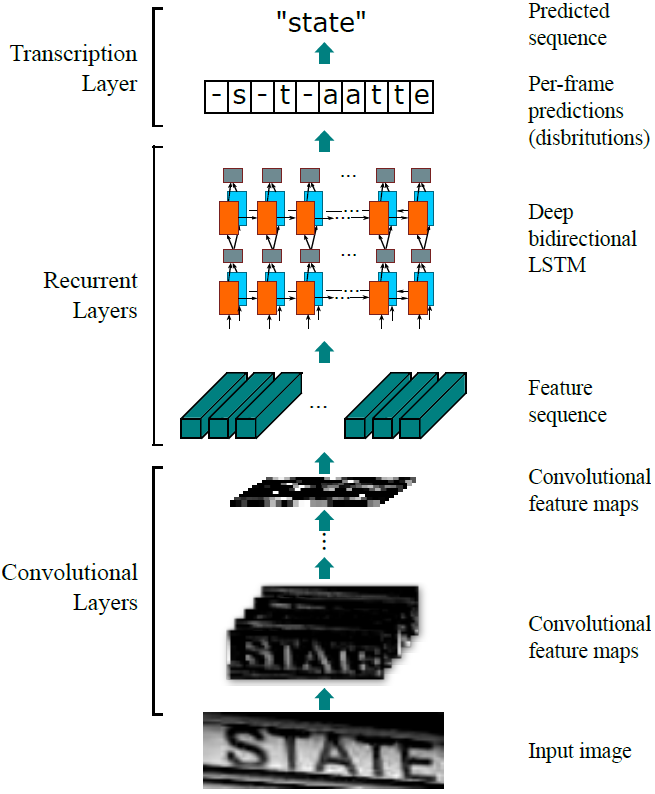 "state"
Predicted
sequence
Transcription
Layer
-s-t-aatte
Per-frame
predictions
(disbritutions)
Recurrent
Layers
...
Deep
bidirectional
LSTM
...
Feature
sequence
Convolutional
Layers
Convolutional
feature maps
STATE
Convolutional
feature maps
STATE
Input image